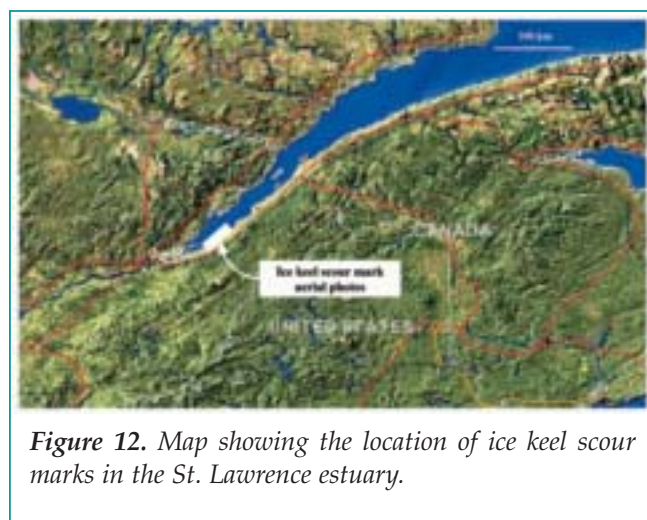 CANADA
Ice keel scour mark
aerial photos
UNITED STATES
Figure 12. Map showing the location of ice keel scour
marks in the St. Lawrence estuary.